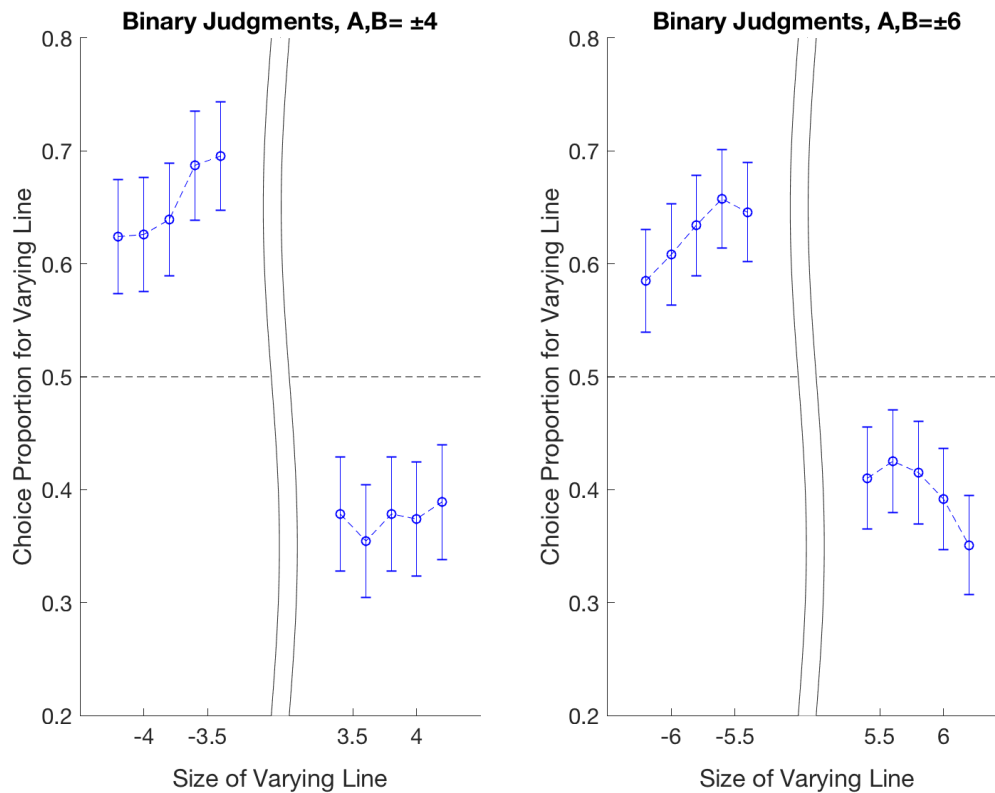 Binary Judgments, A,B= ±4
0.8
0.7
0.6
0.5
0.4
0.3
0.2
Choice Proportion for Varying Line
-4 -3.5 3.5 4
Size of Varying Line
Binary Judgments, A,B=±6
0.8
0.7
0.6
0.5
0.4
0.3
0.2
Choice Proportion for Varying Line
-6 -5.5 5.5 6
Size of Varying Line